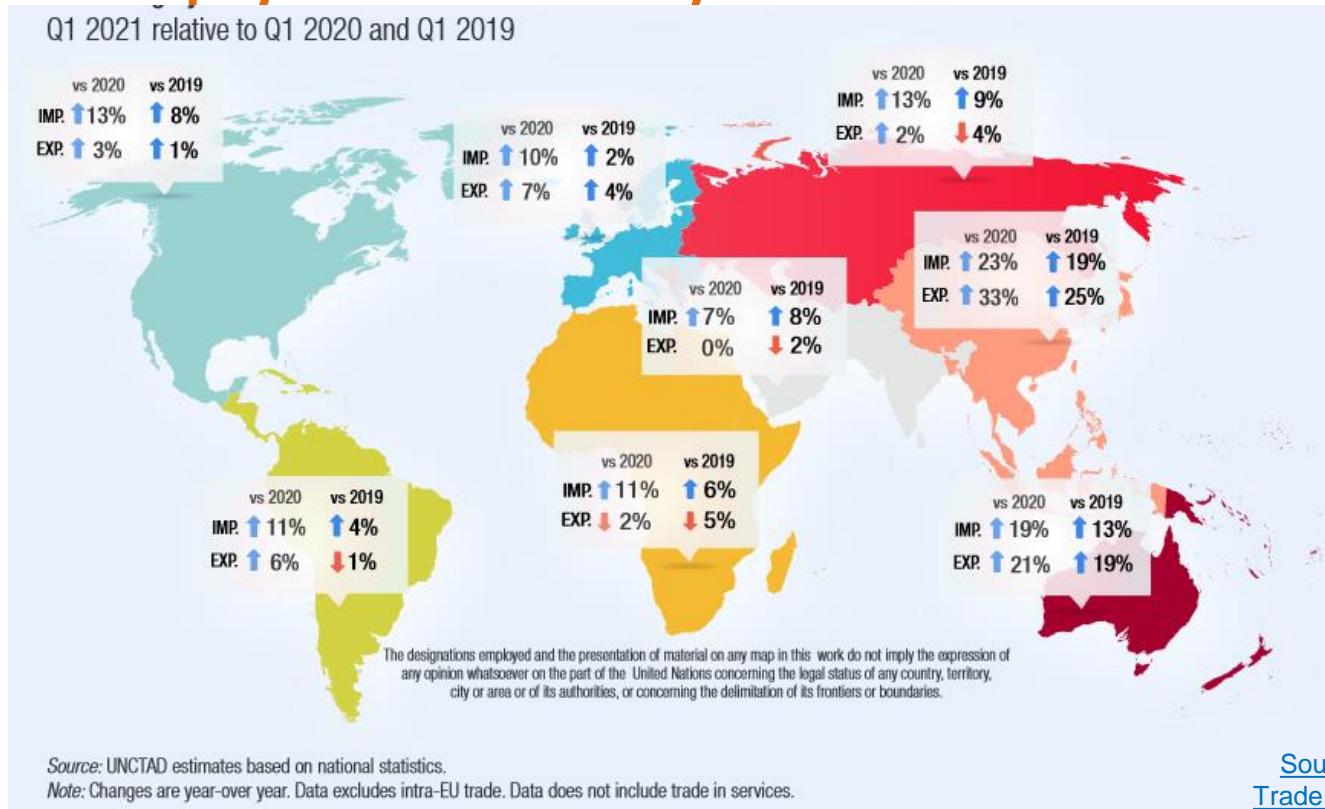 Q1 2021 relative to Q1 2020 and Q1 2019
vs 2020 vs 2019
IMP. 13% 8%
EXP. 3% 1%
vs 2020 vs 2019
IMP. 10% 2%
EXP. 7% 4%
vs 2020 vs 2019
IMP. 13% 9%
EXP. 2% 4%
vs 2020 vs 2019
IMP. 23% 19%
EXP. 33% 25%
vs 2020 vs 2019
IMP. 7% 8%
EXP. 0% 2%
vs 2020 vs 2019
IMP. 11% 4%
EXP. 6% 1%
vs 2020 vs 2019
IMP. 11% 6%
EXP. 2% 5%
vs 2020 vs 2019
IMP. 19% 13%
EXP. 21% 19%
The designations employed and the presentation of material on any map in this work do not imply the expression of
any opinion whatsoever on the part of the United Nations concerning the legal status of any country, territory,
city or area or of its authorities, or concerning the delimitation of its frontiers or boundaries.
Source: UNCTAD estimates based on national statistics.
Note: Changes are year-over year. Data excludes intra-EU trade. Data does not include trade in services.
Sou
Trade